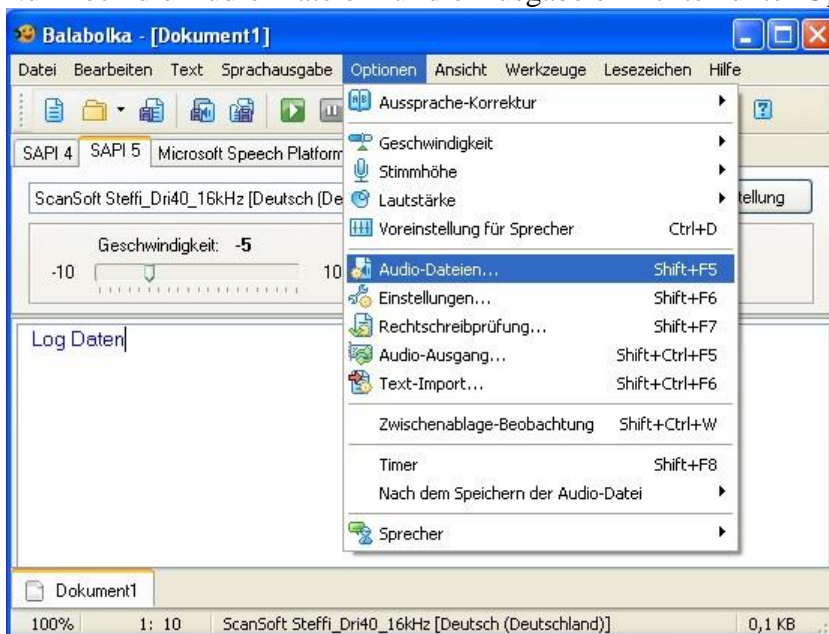 Balabolka - [Dokument1]
Datei Bearbeiten Text Sprachausgabe Optionen Ansicht Werkzeuge Lesezeichen Hilfe
SAPI 4 SAPI 5 Microsoft Speech Platform
ScanSoft Steffi_Dri40_16kHz [Deutsch (De
tellung
Geschwindigkeit: -5
-10 10
Log Daten
Aussprache-Korrektur
Geschwindigkeit
Stimmhöhe
Lautstärke
Voreinstellung für Sprecher Ctrl+D
Audio-Dateien... Shift+F5
Einstellungen... Shift+F6
Rechtschreibprüfung... Shift+F7
Audio-Ausgang... Shift+Ctrl+F5
Text-Import... Shift+Ctrl+F6
Zwischenablage-Beobachtung Shift+Ctrl+W
Timer Shift+F8
Nach dem Speichern der Audio-Datei
Sprecher
Dokument1
100% 1: 10 ScanSoft Steffi_Dri40_16kHz [Deutsch (Deutschland)] 0,1 KB